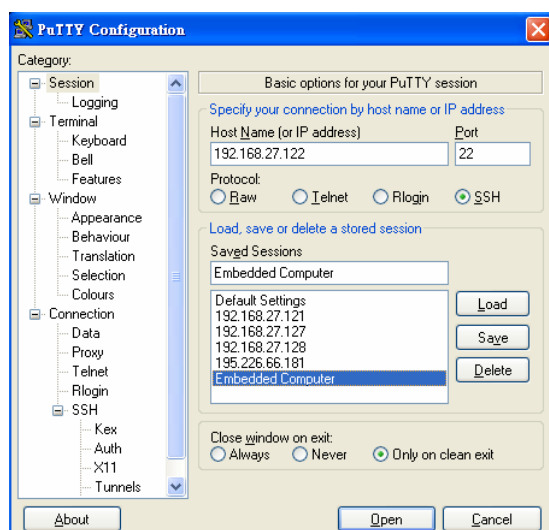 PuTTY Configuration
Category:
Session
Logging
Terminal
Keyboard
Bell
Features
Window
Appearance
Behaviour
Translation
Selection
Colours
Connection
Data
Proxy
Telnet
Rlogin
SSH
Kex
Auth
X11
Tunnels
Basic options for your PuTTY session
Specify your connection by host name or IP address
Host Name (or IP address) Port
192.168.27.122 22
Protocol:
Raw Telnet Rlogin SSH
Load, save or delete a stored session
Saved Sessions
Embedded Computer
Default Settings
192.168.27.121
192.168.27.127
192.168.27.128
195.226.66.181
Embedded Computer
Load
Save
Delete
Close window on exit:
Always Never Only on clean exit
About Open Cancel